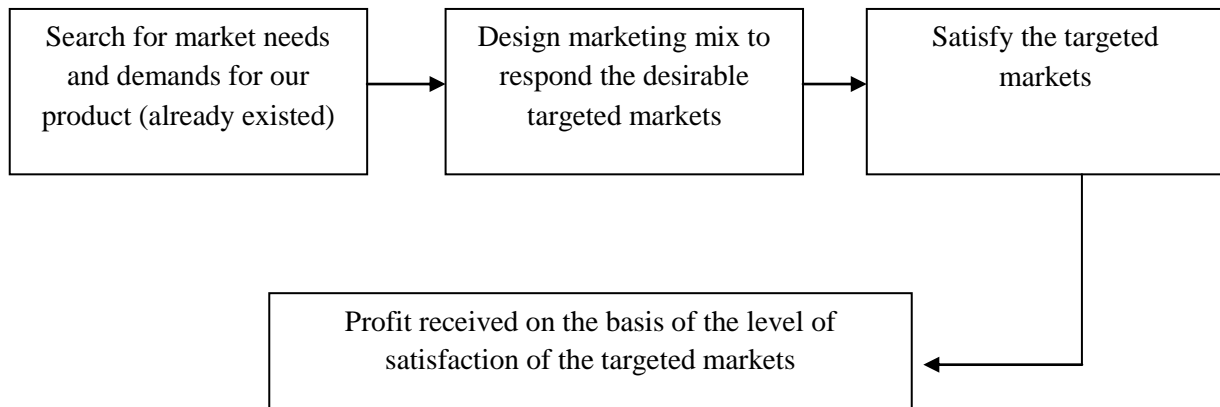 Search for market needs
and demands for our
product (already existed)
Design marketing mix to
respond the desirable
targeted markets
Satisfy the targeted
markets
Profit received on the basis of the level of
satisfaction of the targeted markets